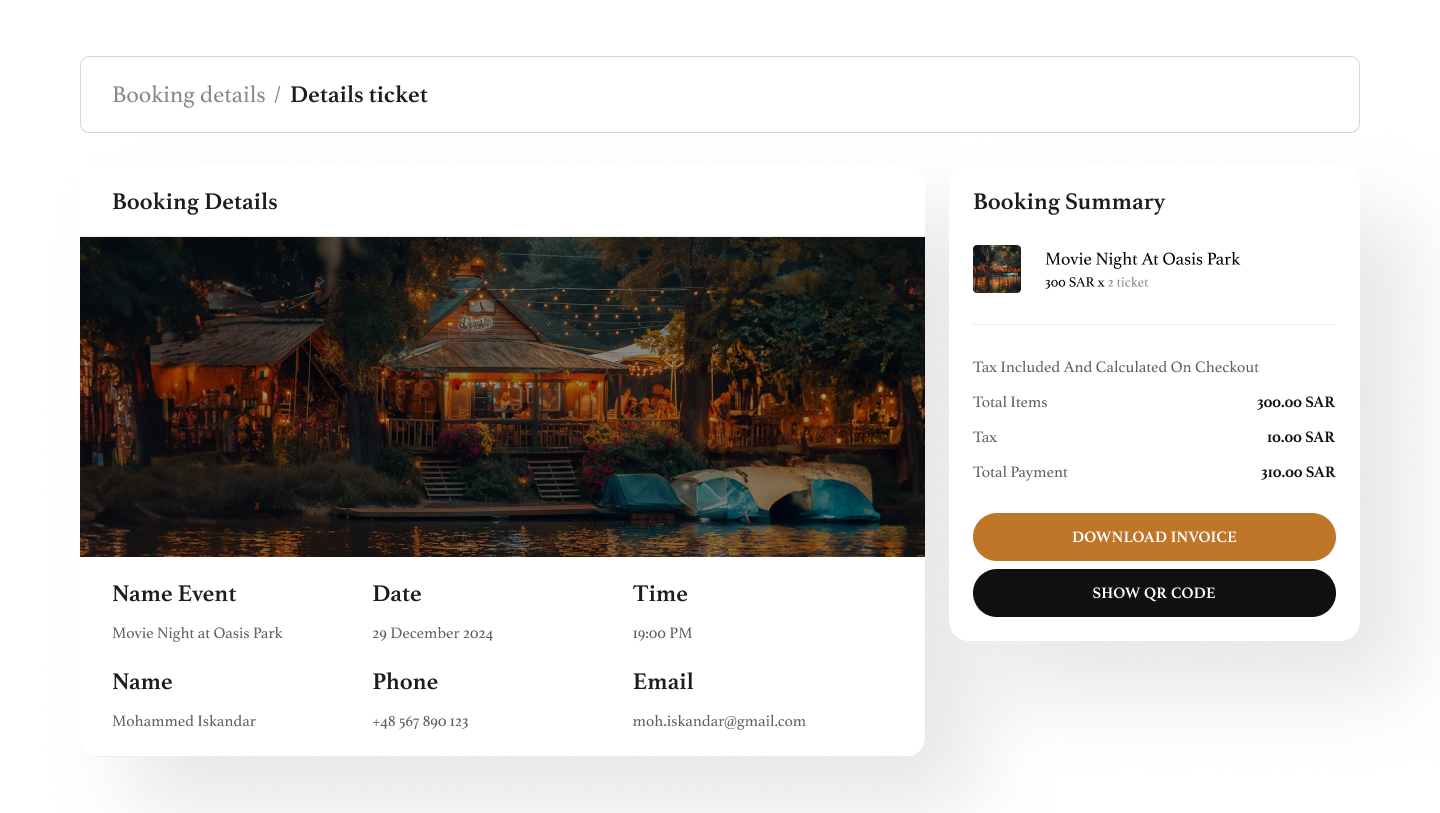 Booking details / Details ticket
Booking Details
Name Event
Movie Night at Oasis Park
Date
29 December 2024
Time
19:00 PM
Name
Mohammed Iskandar
Phone
+48 567 890 123
Email
moh.iskandar@gmail.com
Booking Summary
Movie Night At Oasis Park
300 SAR x 2 ticket
Tax Included And Calculated On Checkout
Total Items 300.00 SAR
Tax 10.00 SAR
Total Payment 310.00 SAR
DOWNLOAD INVOICE
SHOW QR CODE